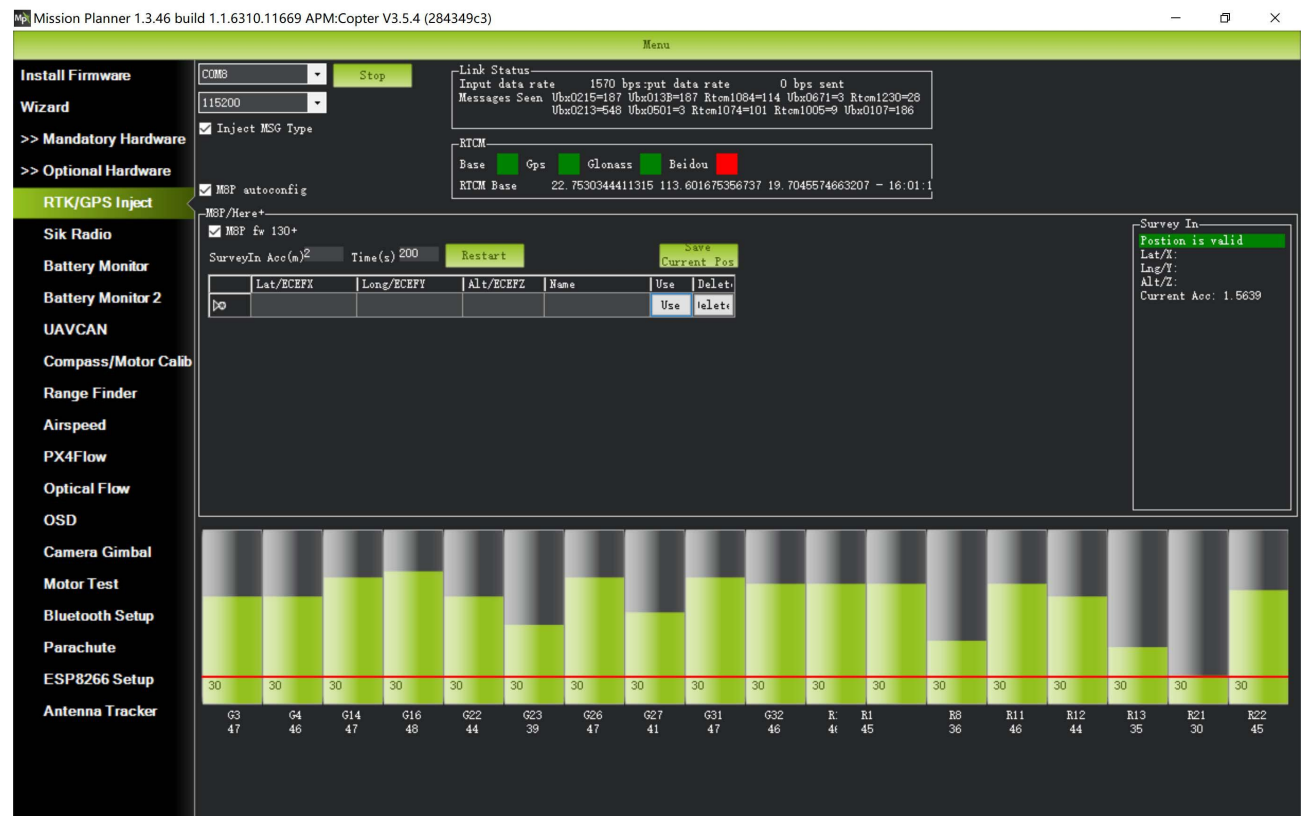 Mission Planner 1.3.46 build 1.1.6310.11669 APM:Copter V3.5.4 (284349c3)
Menu
Install Firmware
Wizard
>> Mandatory Hardware
>> Optional Hardware
RTK/GPS Inject
Sik Radio
Battery Monitor
Battery Monitor 2
UAVCAN
Compass/Motor Calib
Range Finder
Airspeed
PX4Flow
Optical Flow
OSD
Camera Gimbal
Motor Test
Bluetooth Setup
Parachute
ESP8266 Setup
Antenna Tracker
COM8 Stop
115200
Inject MSG Type
M8P autoconfig
Link Status
Input data rate 1570 bps:put data rate 0 bps sent
Messages Seen Ubx0215=187 Ubx013B=187 Rtcm1084=114 Ubx0671=3 Rtcm1230=28
Ubx0213=548 Ubx0501=3 Rtcm1074=101 Rtcm1005=9 Ubx0107=186
RTCM
Base Gps Glonass Beidou
RTCM Base 22.7530344411315 113.601675356737 19.7045574663207 - 16:01:1
M8P/Here+
M8P fw 130+
SurveyIn Acc(m) 2 Time(s) 200 Restart Save
Current Pos
Lat/ECEFX Long/ECEFY Alt/ECEFZ Name Use Delet
Use elete
Survey In
Postion is valid
Lat/X:
Lng/Y:
Alt/Z:
Current Acc: 1.5639
30 30 30 30 30 30 30 30 30 30 30 30 30 30 30 30 30 30
G3 G4 G14 G16 G22 G23 G26 G27 G31 G32 R R1 R8 R11 R12 R13 R21 R22
47 46 47 48 44 39 47 41 47 46 4 45 36 46 44 35 30 45